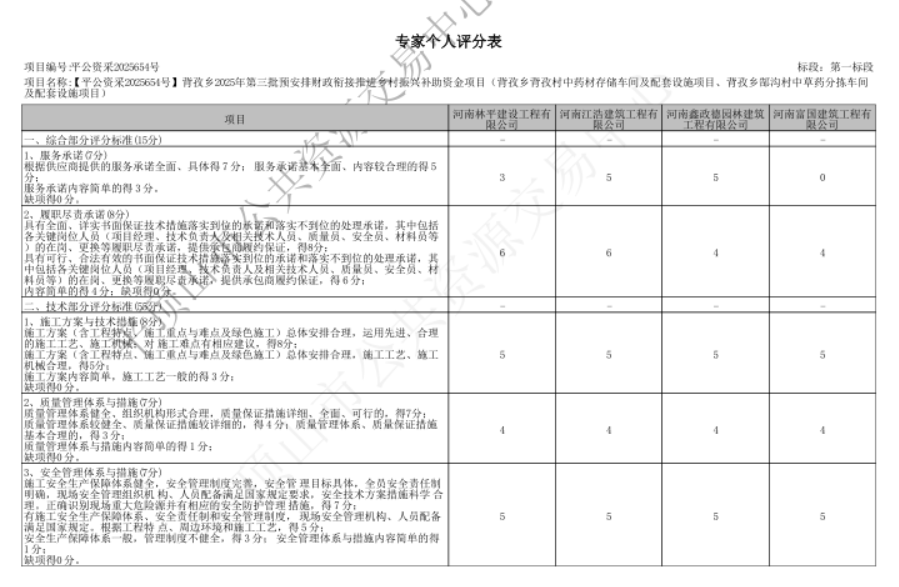 专家个人评分表
项目编号:平公资采2025654号
标段：第一标段
项目名称:【平公资采2025654号】背孜乡2025年第三批预安排财政衔接推进乡村振兴补助资金项目（背孜乡背孜村中药材存储车间及配套设施项目、背孜乡郜沟村中草药分拣车间
及配套设施项目）
项目
河南林平建设工程有
限公司
河南江浩建筑工程有
限公司
河南鑫政德园林建筑
工程有限公司
河南富国建筑工程有
限公司
一、综合部分评分标准(15分)
–
–
–
–
1、服务承诺(7分)
根据供应商提供的服务承诺全面、具体得 7 分； 服务承诺基本全面、内容较合理的得 5
分；
服务承诺内容简单的得 3 分。
缺项得0 分。
3
5
5
0
2、履职尽责承诺(8分)
具有全面、详实书面保证技术措施落实到位的承诺和落实不到位的处理承诺，其中包括
各关键岗位人员（项目经理、技术负责人及相关技术人员、质量员、安全员、材料员等
）的在岗、更换等履职尽责承诺，提供承包商履约保证，得8分；
具有可行、合法有效的书面保证技术措施落实到位的承诺和落实不到位的处理承诺，其
中包括各关键岗位人员（项目经理、技术负责人及相关技术人员、质量员、安全员、材
料员等）的在岗、更换等履职尽责承诺，提供承包商履约保证，得 6 分；
内容简单的得 4 分；缺项得0 分。
6
6
4
4
二、技术部分评分标准(55分)
–
–
–
–
1、施工方案与技术措施(8分)
施工方案（含工程特点、施工重点与难点及绿色施工）总体安排合理，运用先进、合理
的施工工艺、施工机械；对 施工难点有相应建议，得8分；
施工方案（含工程特点、施工重点与难点及绿色施工）总体安排合理，施工工艺、施工
机械合理，得5分；
施工方案内容简单，施工工艺一般的得 3 分；
缺项得0 分。
5
5
5
5
2、质量管理体系与措施(7分)
质量管理体系健全、组织机构形式合理，质量保证措施详细、全面、可行的，得7分；
质量管理体系较健全、质量保证措施较详细的，得 4 分；质量管理体系、质量保证措施
基本合理的，得 3 分；
质量管理体系与措施内容简单的得 1 分；
缺项得0 分。
4
4
4
4
3、安全管理体系与措施(7分)
施工安全生产保障体系健全，安全管理制度完善，安全管 理目标具体，全员安全责任制
明确，现场安全管理组织机 构、人员配备满足国家规定要求，安全技术方案措施科学 合
理，正确识别现场重大危险源并有相应的安全防护管理 措施，得 7 分；
有施工安全生产保障体系、安全责任制和安全管理制度， 现场安全管理机构、人员配备
满足国家规定。根据工程特 点、周边环境和施工工艺，得 5 分；
安全生产保障体系一般，管理制度不健全，得 3 分； 安全管理体系与措施内容简单的得
1 分；
缺项得0 分。
5
5
5
5
平顶山市公共资源交易中心
顶山市公共资源交易中心